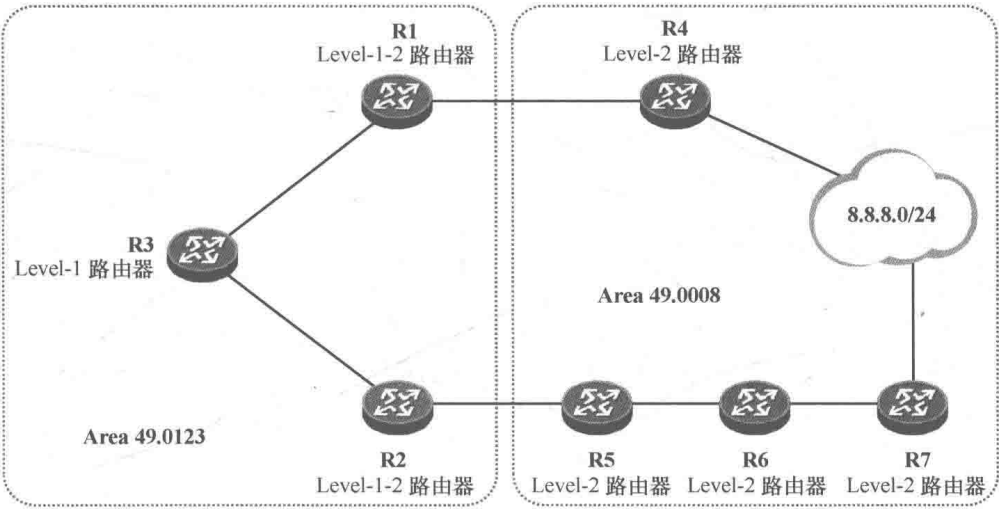 R1
Level-1-2 路由器
R4
Level-2 路由器
8.8.8.0/24
R3
Level-1 路由器
Area 49.0008
Area 49.0123
R2
Level-1-2 路由器
R5
Level-2 路由器
R6
Level-2 路由器
R7
Level-2 路由器